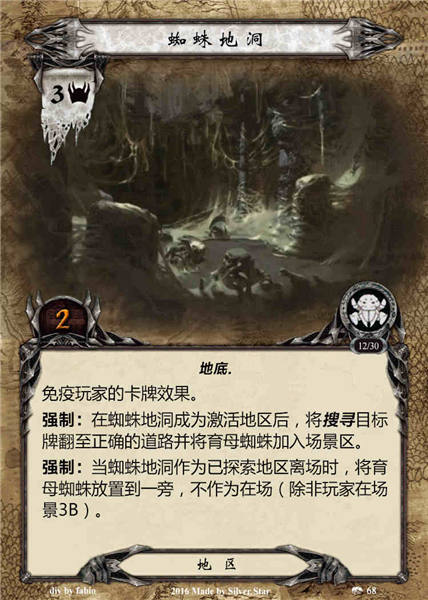 蜘蛛地洞
3
2
12/30
地底.
免疫玩家的卡牌效果。
强制：在蜘蛛地洞成为激活地区后，将搜寻目标
牌翻至正确的道路并将育母蜘蛛加入场景区。
强制：当蜘蛛地洞作为已探索地区离场时，将育
母蜘蛛放置到一旁，不作为在场（除非玩家在场
景3B）。
地区
diy by fabio
2016 Made by Silver Star
68